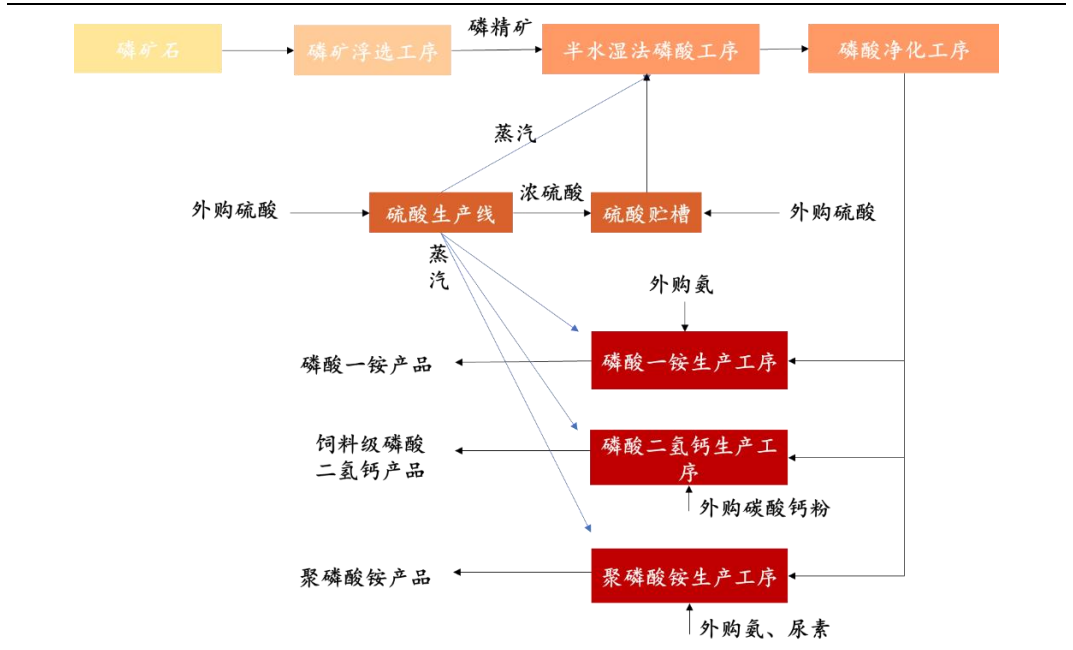 磷精矿
磷矿石
磷矿浮选工序
半水湿法磷酸工序
磷酸净化工序
蒸汽
浓硫酸
外购硫酸
硫酸生产线
硫酸贮槽
外购硫酸
蒸
汽
外购氨
磷酸一铵产品
磷酸一铵生产工序
饲料级磷酸
二氢钙产品
磷酸二氢钙生产工
序
外购碳酸钙粉
聚磷酸铵产品
聚磷酸铵生产工序
外购氨、尿素